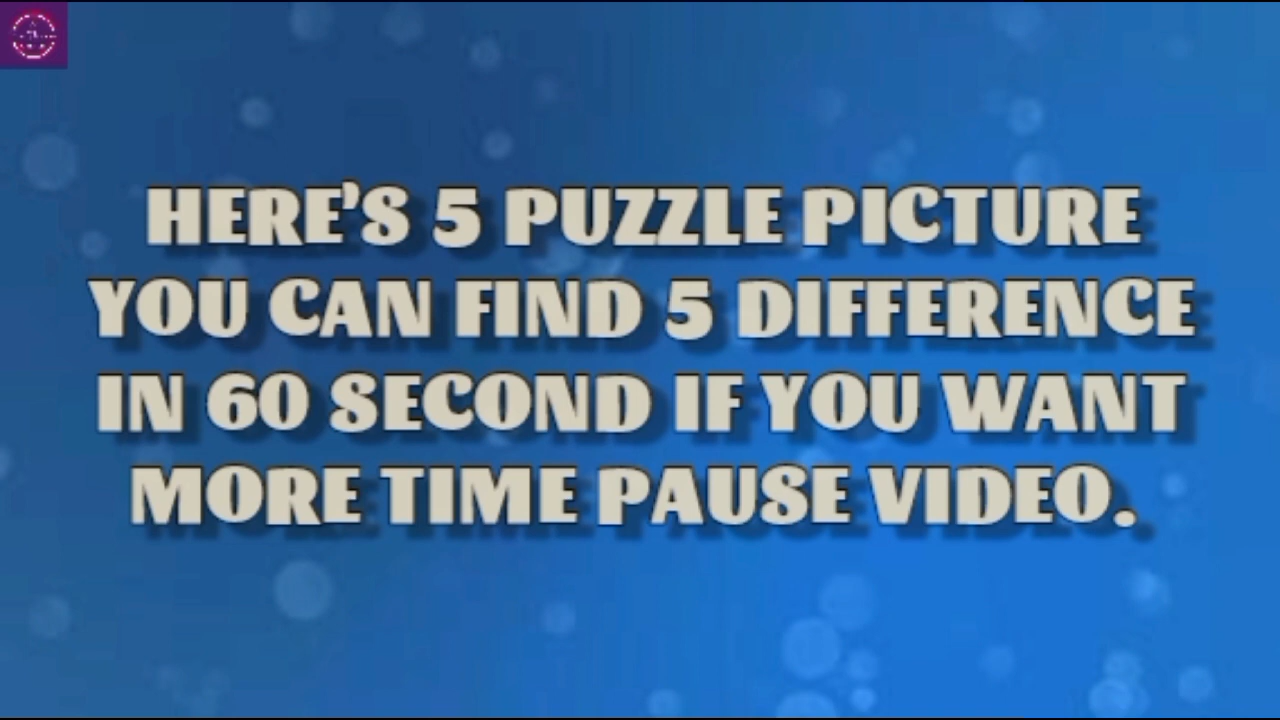 HERE'S 5 PUZZLE PICTURE
YOU CAN FIND 5 DIFFERENCE
IN 60 SECOND IF YOU WANT
MORE TIME PAUSE VIDEO.